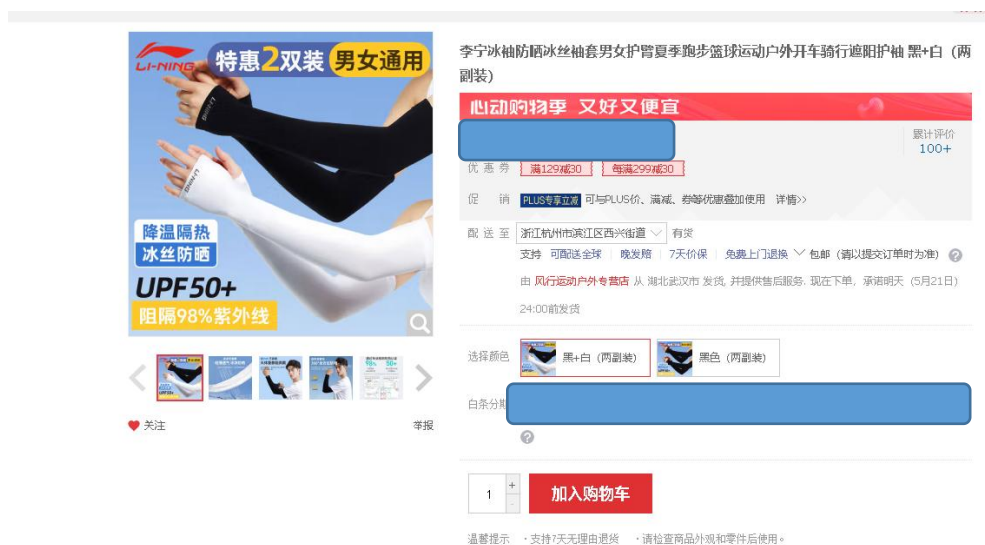 LI-NING
特惠2双装 男女通用
LI-NING
LI-NING
降温隔热
冰丝防晒
UPF50+
阻隔98%紫外线
关注
举报
李宁冰袖防晒冰丝袖套男女护臂夏季跑步篮球运动户外开车骑行遮阳护袖 黑+白（两
副装）
心动购物季 又好又便宜
累计评价
100+
优惠券 满129减30 每满299减30
促销 PLUS专享立减 可与PLUS价、满减、券等优惠叠加使用 详情>>
配送至 浙江杭州市滨江区西兴街道 有货
支持 可配送全球 晚发赔 7天价保 免费上门退换 包邮（请以提交订单时为准）
由 风行运动户外专营店 从 湖北武汉市 发货, 并提供售后服务. 现在下单, 承诺明天（5月21日）
24:00前发货
选择颜色 黑+白（两副装） 黑色（两副装）
白条分期
1
+
-
加入购物车
温馨提示 ·支持7天无理由退货 ·请检查商品外观和零件后使用。